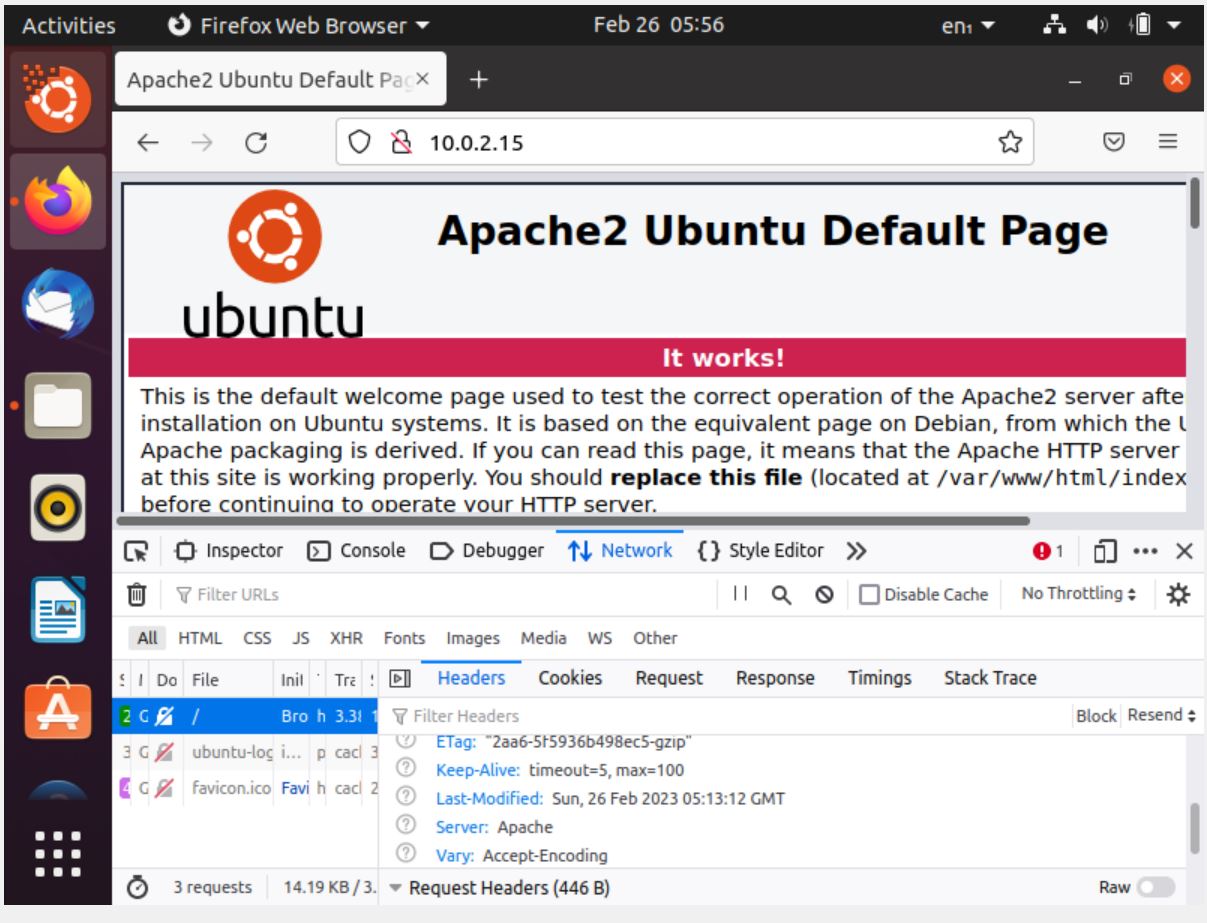 Activities Firefox Web Browser Feb 26 05:56 en₁
Apache2 Ubuntu Default Pag
10.0.2.15
ubuntu
Apache2 Ubuntu Default Page
It works!
This is the default welcome page used to test the correct operation of the Apache2 server afte
installation on Ubuntu systems. It is based on the equivalent page on Debian, from which the U
Apache packaging is derived. If you can read this page, it means that the Apache HTTP server
at this site is working properly. You should replace this file (located at /var/www/html/index
before continuing to operate your HTTP server.
Inspector Console Debugger Network Style Editor 1
Filter URLs Disable Cache No Throttling
All HTML CSS JS XHR Fonts Images Media WS Other
Do File Init Tra Headers Cookies Request Response Timings Stack Trace
2 G / Bro h 3.38 Filter Headers Block Resend
ETag: "2aa6-5f5936b498ec5-gzip"
3 G ubuntu-log i... p cacl 3
Keep-Alive: timeout=5, max=100
4 G favicon.ico Favi h cacl 2
Last-Modified: Sun, 26 Feb 2023 05:13:12 GMT
Server: Apache
Vary: Accept-Encoding
3 requests 14.19 KB / 3. Request Headers (446 B) Raw